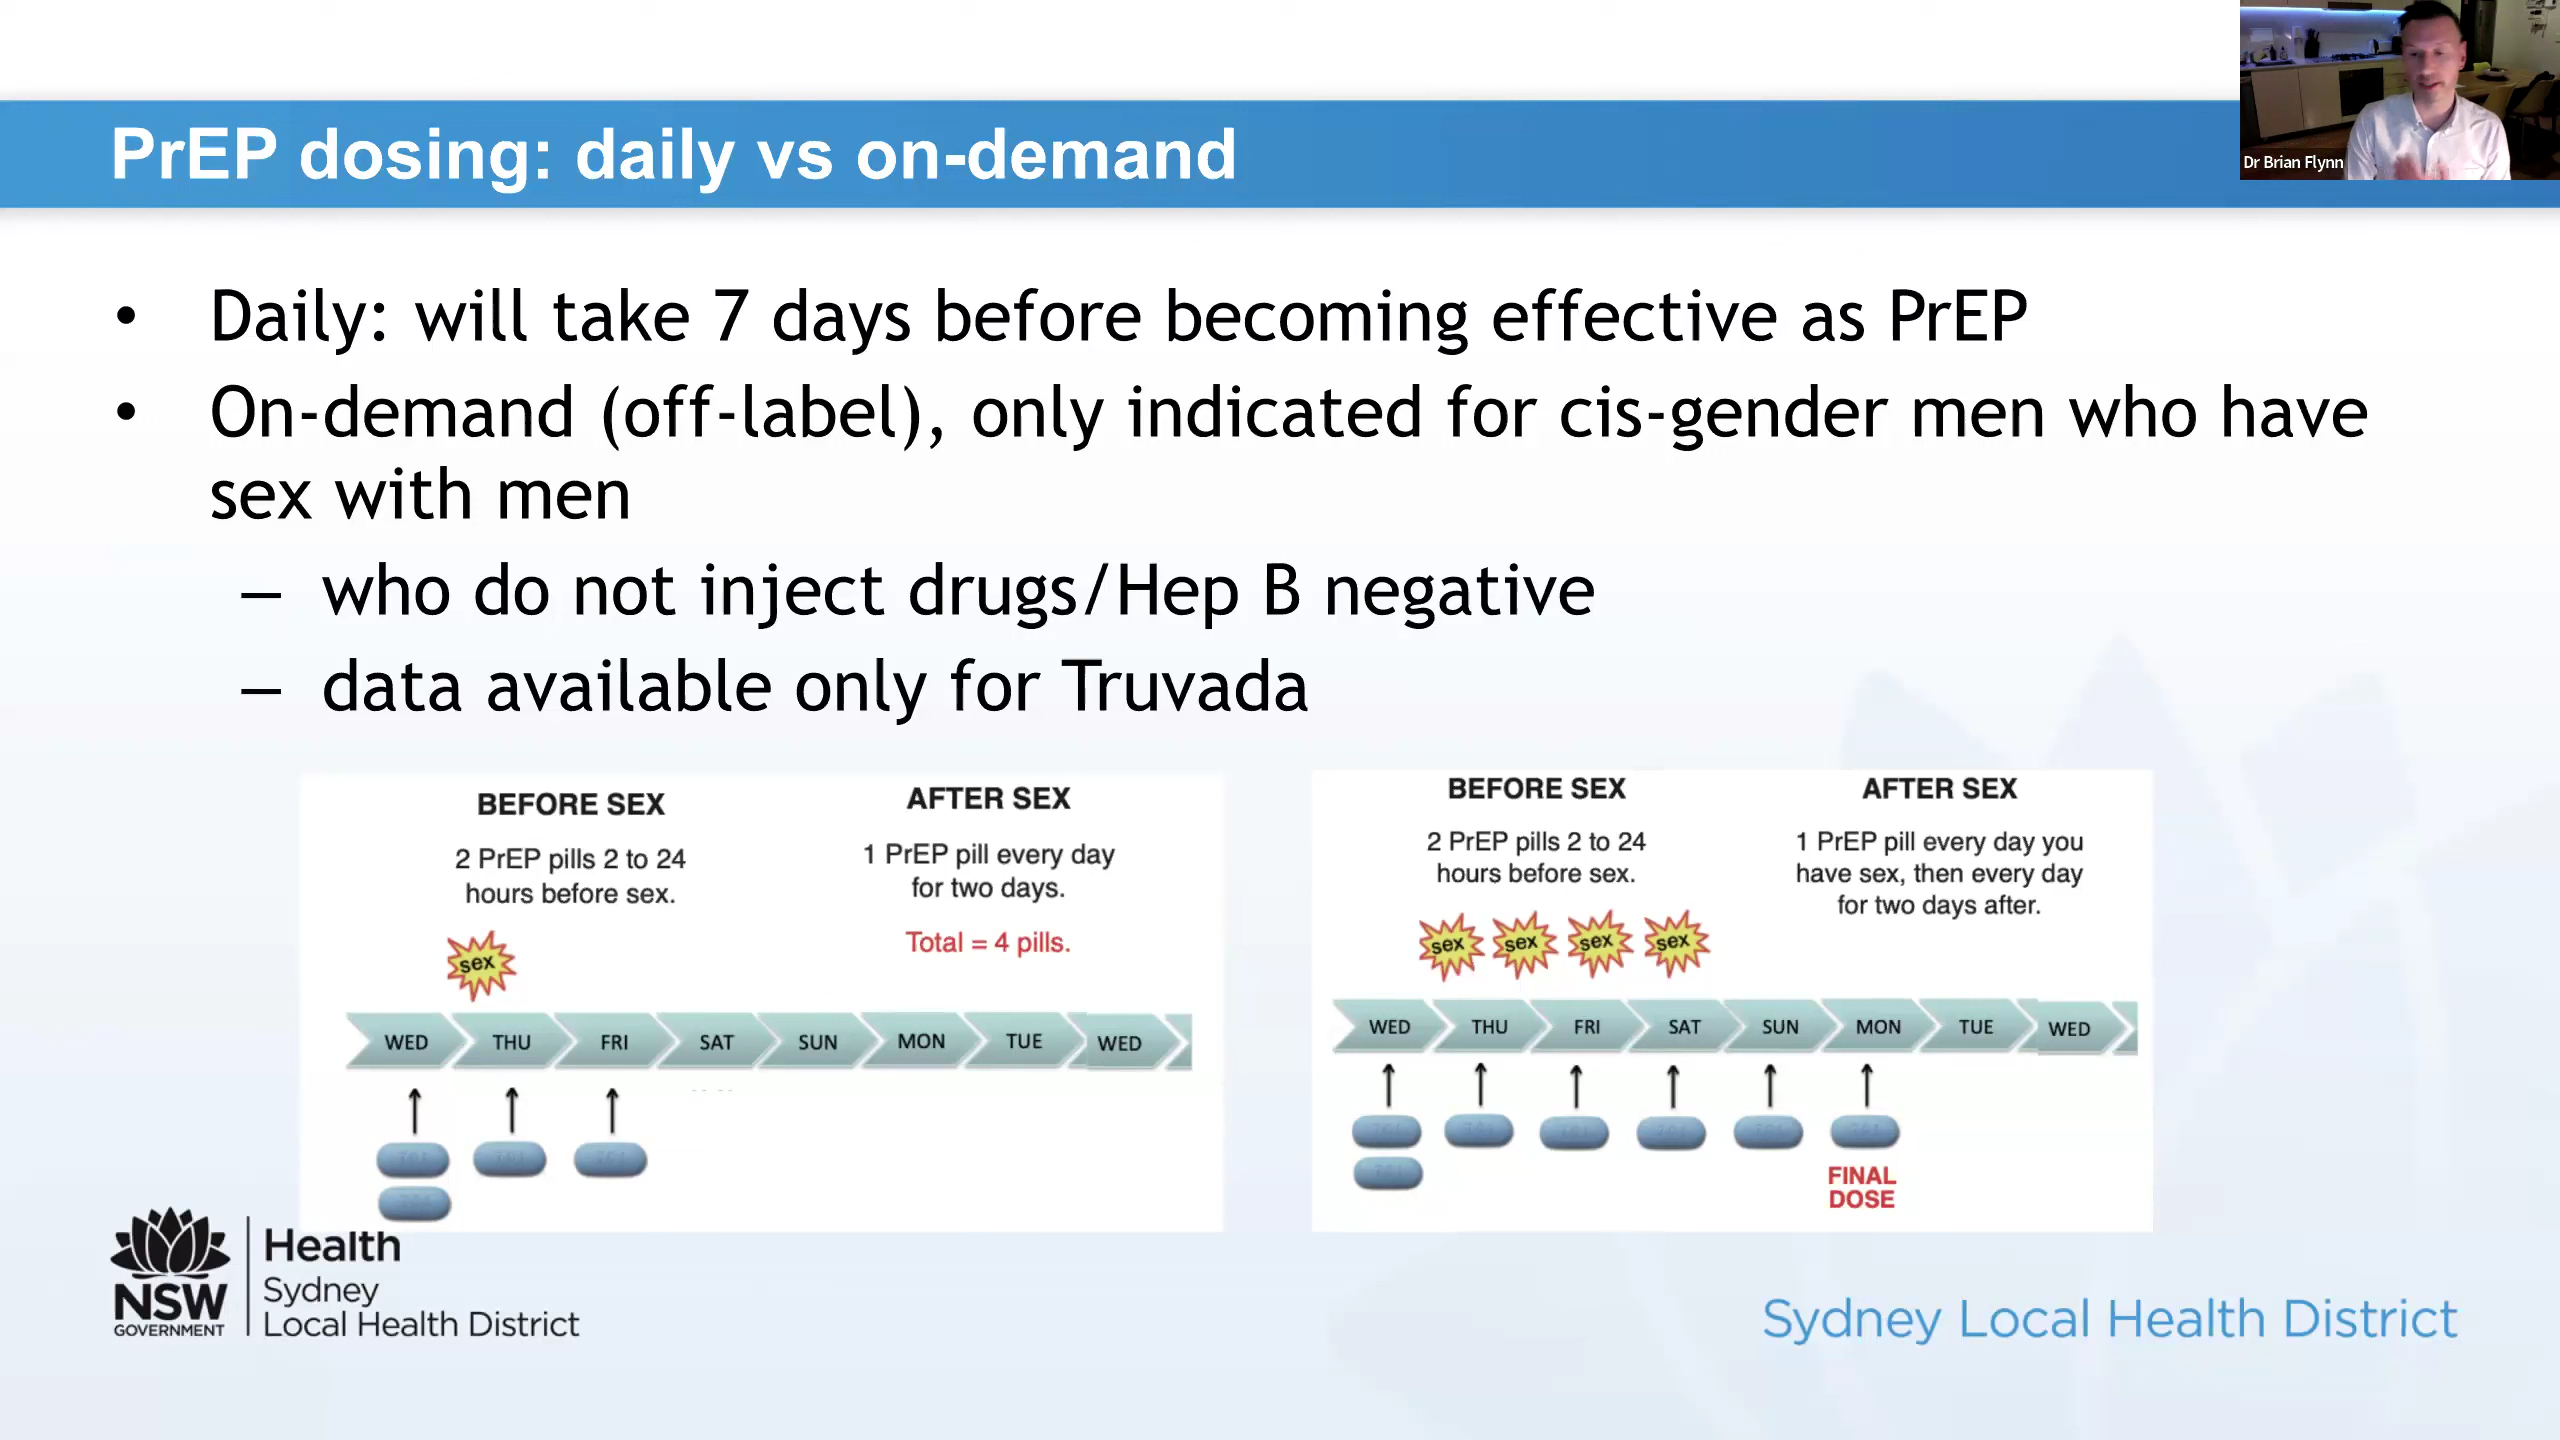 PrEP dosing: daily vs on-demand
Dr Brian Flynn
• Daily: will take 7 days before becoming effective as PrEP
• On-demand (off-label), only indicated for cis-gender men who have
sex with men
– who do not inject drugs/Hep B negative
– data available only for Truvada
BEFORE SEX
2 PrEP pills 2 to 24
hours before sex.
AFTER SEX
1 PrEP pill every day
for two days.
Total = 4 pills.
sex
WED THU FRI SAT SUN MON TUE WED
BEFORE SEX
2 PrEP pills 2 to 24
hours before sex.
AFTER SEX
1 PrEP pill every day you
have sex, then every day
for two days after.
sex sex sex sex
WED THU FRI SAT SUN MON TUE WED
FINAL
DOSE
NSW
GOVERNMENT
Health
Sydney
Local Health District
Sydney Local Health District